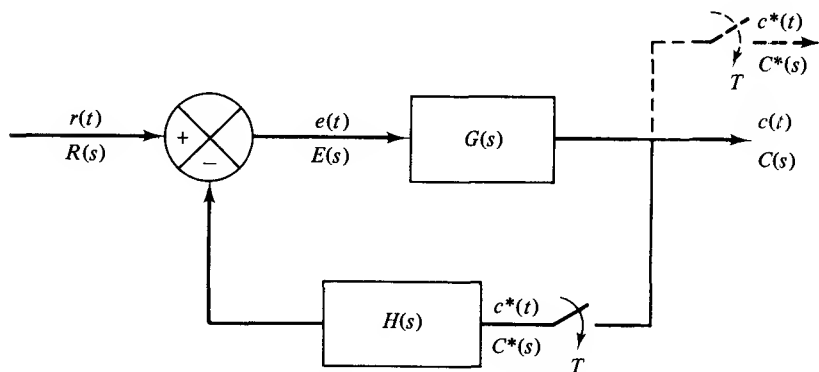 c*(t)
C*(s)
T
r(t)
R(s)
+
−
e(t)
E(s)
G(s)
c(t)
C(s)
H(s)
c*(t)
C*(s)
T